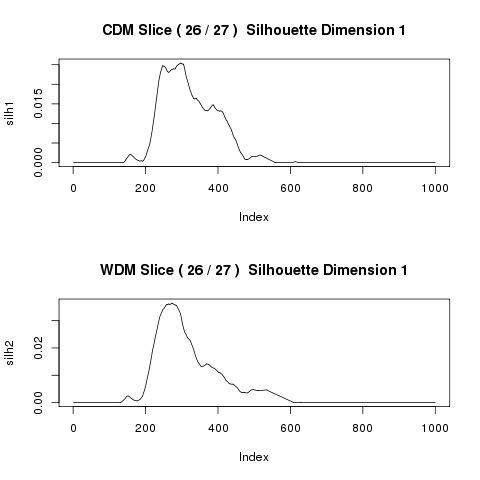 CDM Slice ( 26 / 27 )  Silhouette Dimension 1
silh1
0.015
0.000
0 200 400 600 800 1000
Index
WDM Slice ( 26 / 27 )  Silhouette Dimension 1
silh2
0.02
0.00
0 200 400 600 800 1000
Index